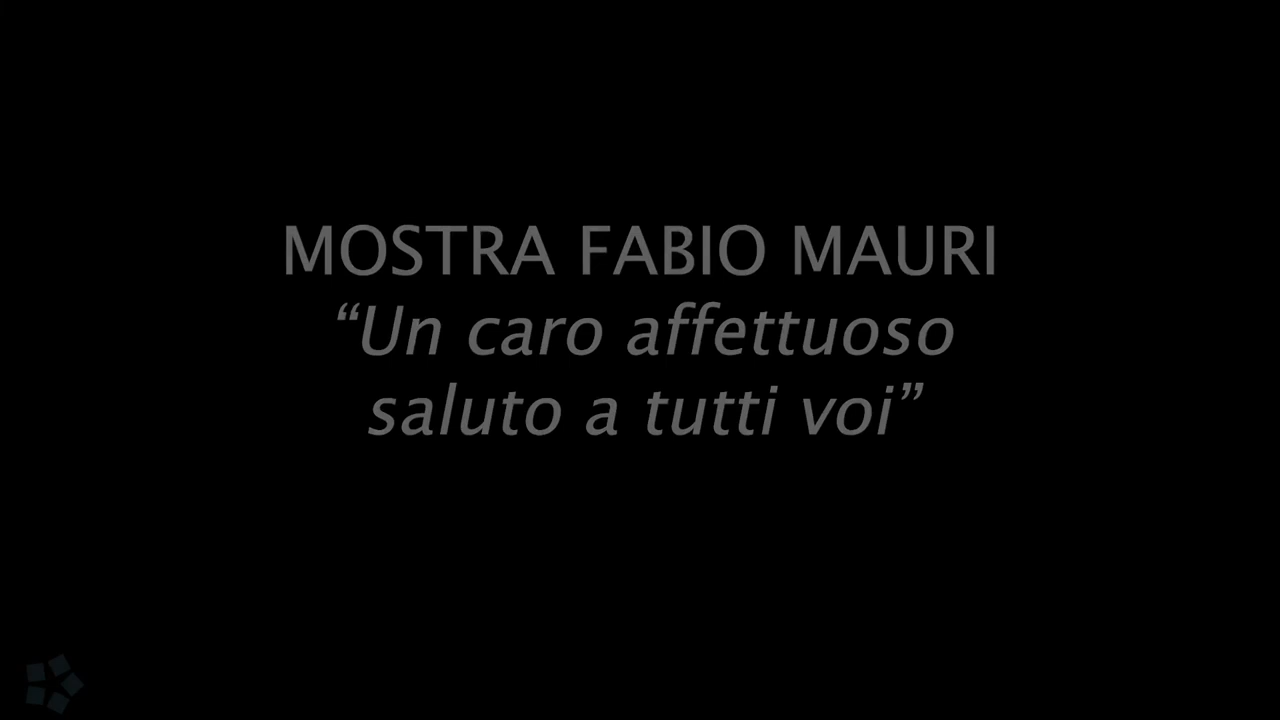 MOSTRA FABIO MAURI
“Un caro affettuoso
saluto a tutti voi”